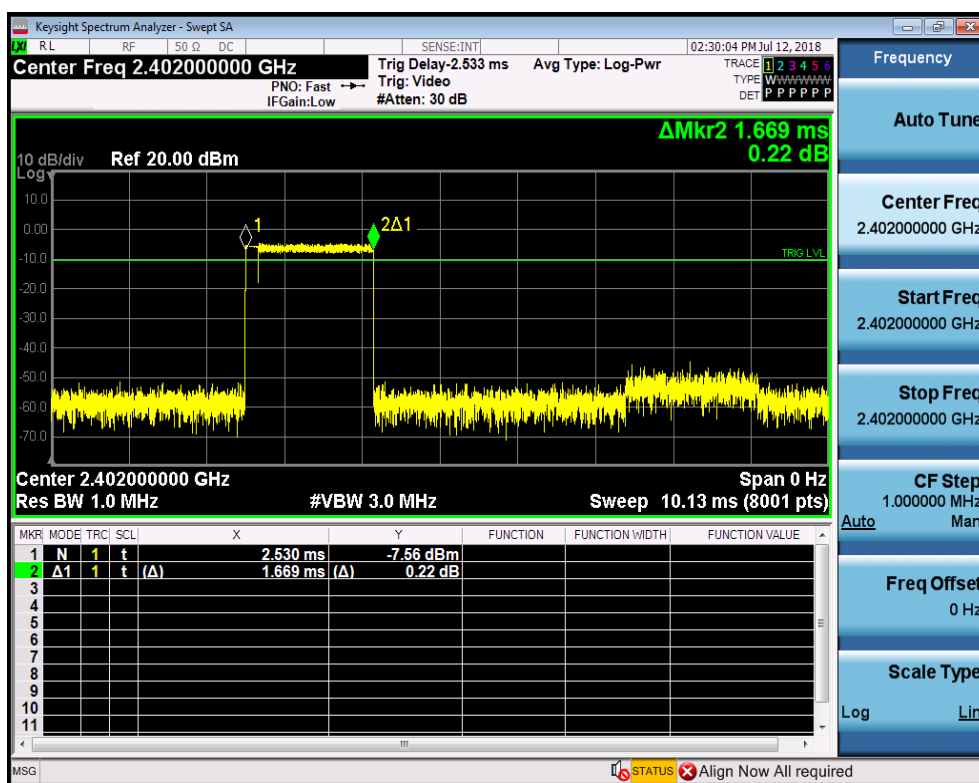 Keysight Spectrum Analyzer - Swept SA
LXI RL RF 50 Ω DC SENSE:INT 02:30:04 PM Jul 12, 2018
Center Freq 2.402000000 GHz
PNO: Fast
IFGain:Low
Trig Delay-2.533 ms
Trig: Video
#Atten: 30 dB
Avg Type: Log-Pwr
TRACE 1 2 3 4 5 6
TYPE W
DET P P P P P P
ΔMkr2 1.669 ms
0.22 dB
10 dB/div Ref 20.00 dBm
Log
10.0
0.00
-10.0
-20.0
-30.0
-40.0
-50.0
-60.0
-70.0
1
2Δ1
TRIG LVL
Center 2.402000000 GHz Span 0 Hz
Res BW 1.0 MHz #VBW 3.0 MHz Sweep 10.13 ms (8001 pts)
MKR MODE TRC SCL X Y FUNCTION FUNCTION WIDTH FUNCTION VALUE
1 N 1 t 2.530 ms -7.56 dBm
2 Δ1 1 t (Δ) 1.669 ms (Δ) 0.22 dB
3
4
5
6
7
8
9
10
11
MSG STATUS Align Now All required
Frequency
Auto Tune
Center Freq
2.402000000 GHz
Start Freq
2.402000000 GHz
Stop Freq
2.402000000 GHz
CF Step
1.000000 MHz
Auto Man
Freq Offset
0 Hz
Scale Type
Log Lin